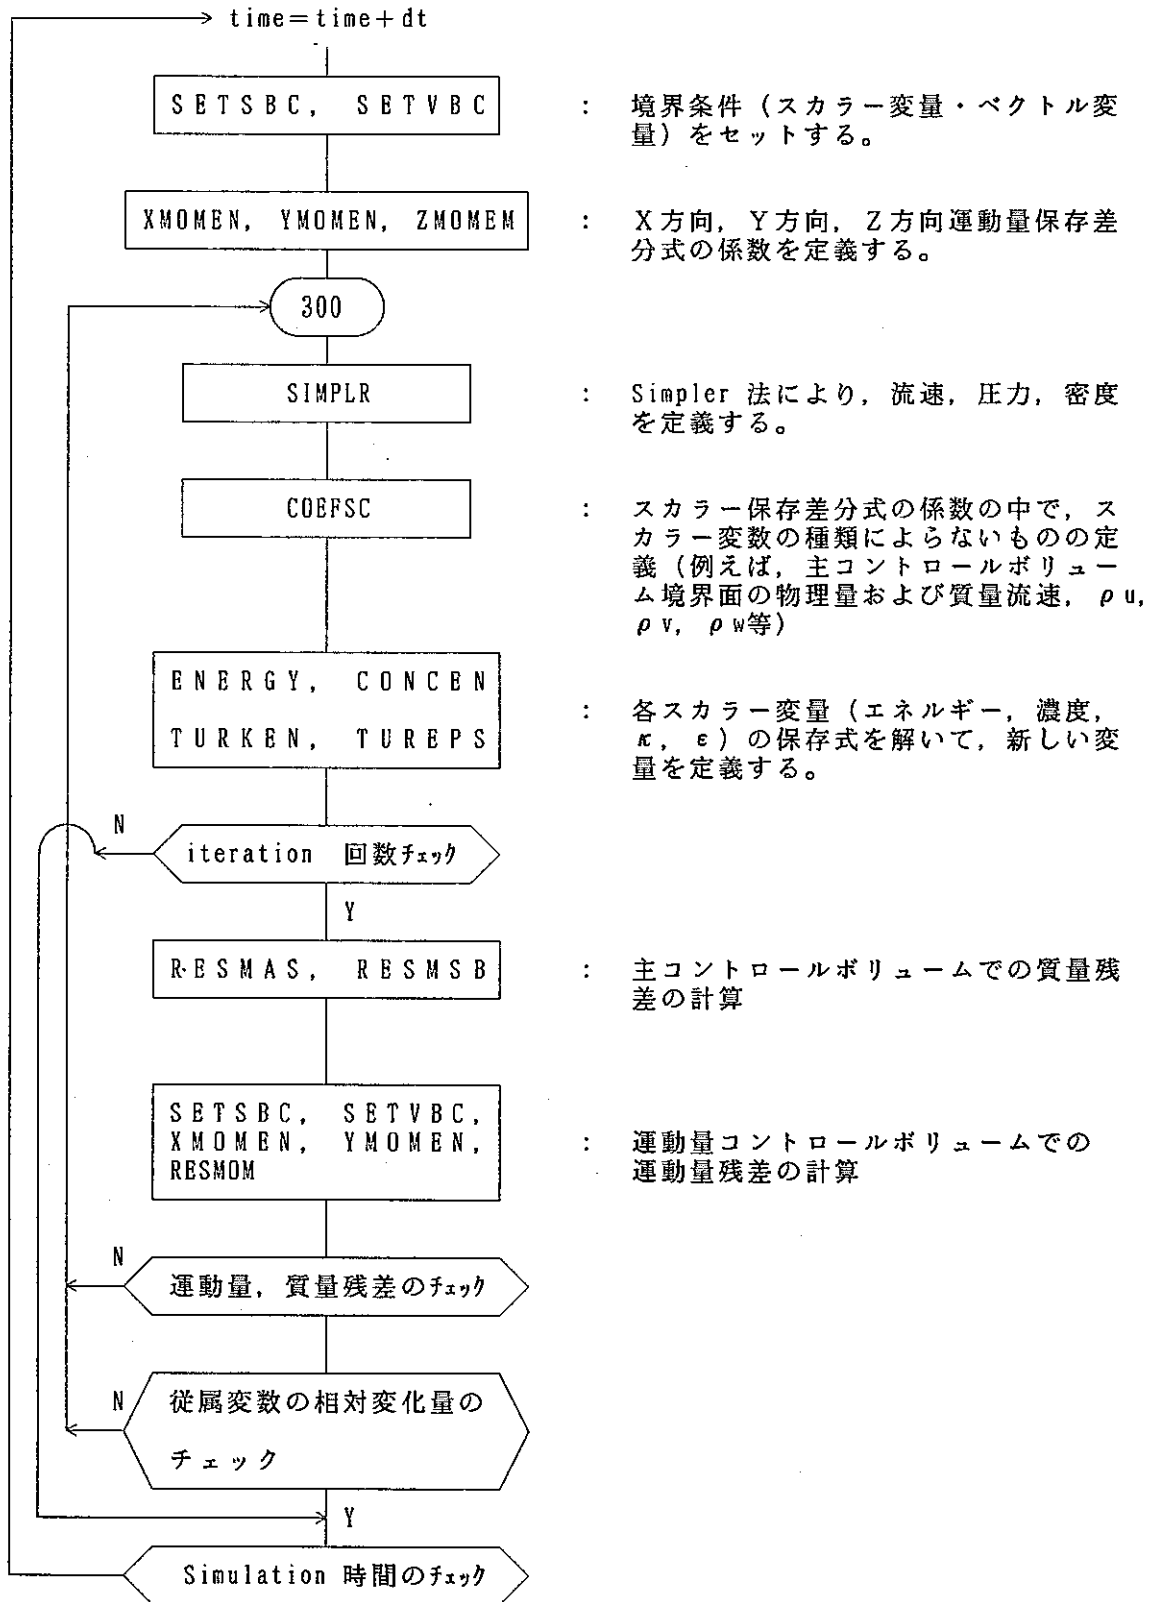 time=time+dt
SETSBC, SETVBC
: 境界条件（スカラー変量・ベクトル変
量）をセットする。
XMOMEN, YMOMEN, ZMOMEM
: X方向，Y方向，Z方向運動量保存差
分式の係数を定義する。
300
SIMPLR
: Simpler 法により，流速，圧力，密度
を定義する。
COEFSC
: スカラー保存差分式の係数の中で，ス
カラー変数の種類によらないものの定
義（例えば，主コントロールボリュー
ム境界面の物理量および質量流速，ρu,
ρv, ρw等）
ENERGY, CONCEN
TURKEN, TUREPS
: 各スカラー変量（エネルギー，濃度，
κ，ε）の保存式を解いて，新しい変
量を定義する。
N
iteration 回数チェック
Y
RESMAS, RESMSB
: 主コントロールボリュームでの質量残
差の計算
SETSBC, SETVBC,
XMOMEN, YMOMEN,
RESMOM
: 運動量コントロールボリュームでの
運動量残差の計算
N
運動量，質量残差のチェック
N
従属変数の相対変化量の
チェック
Y
Simulation 時間のチェック